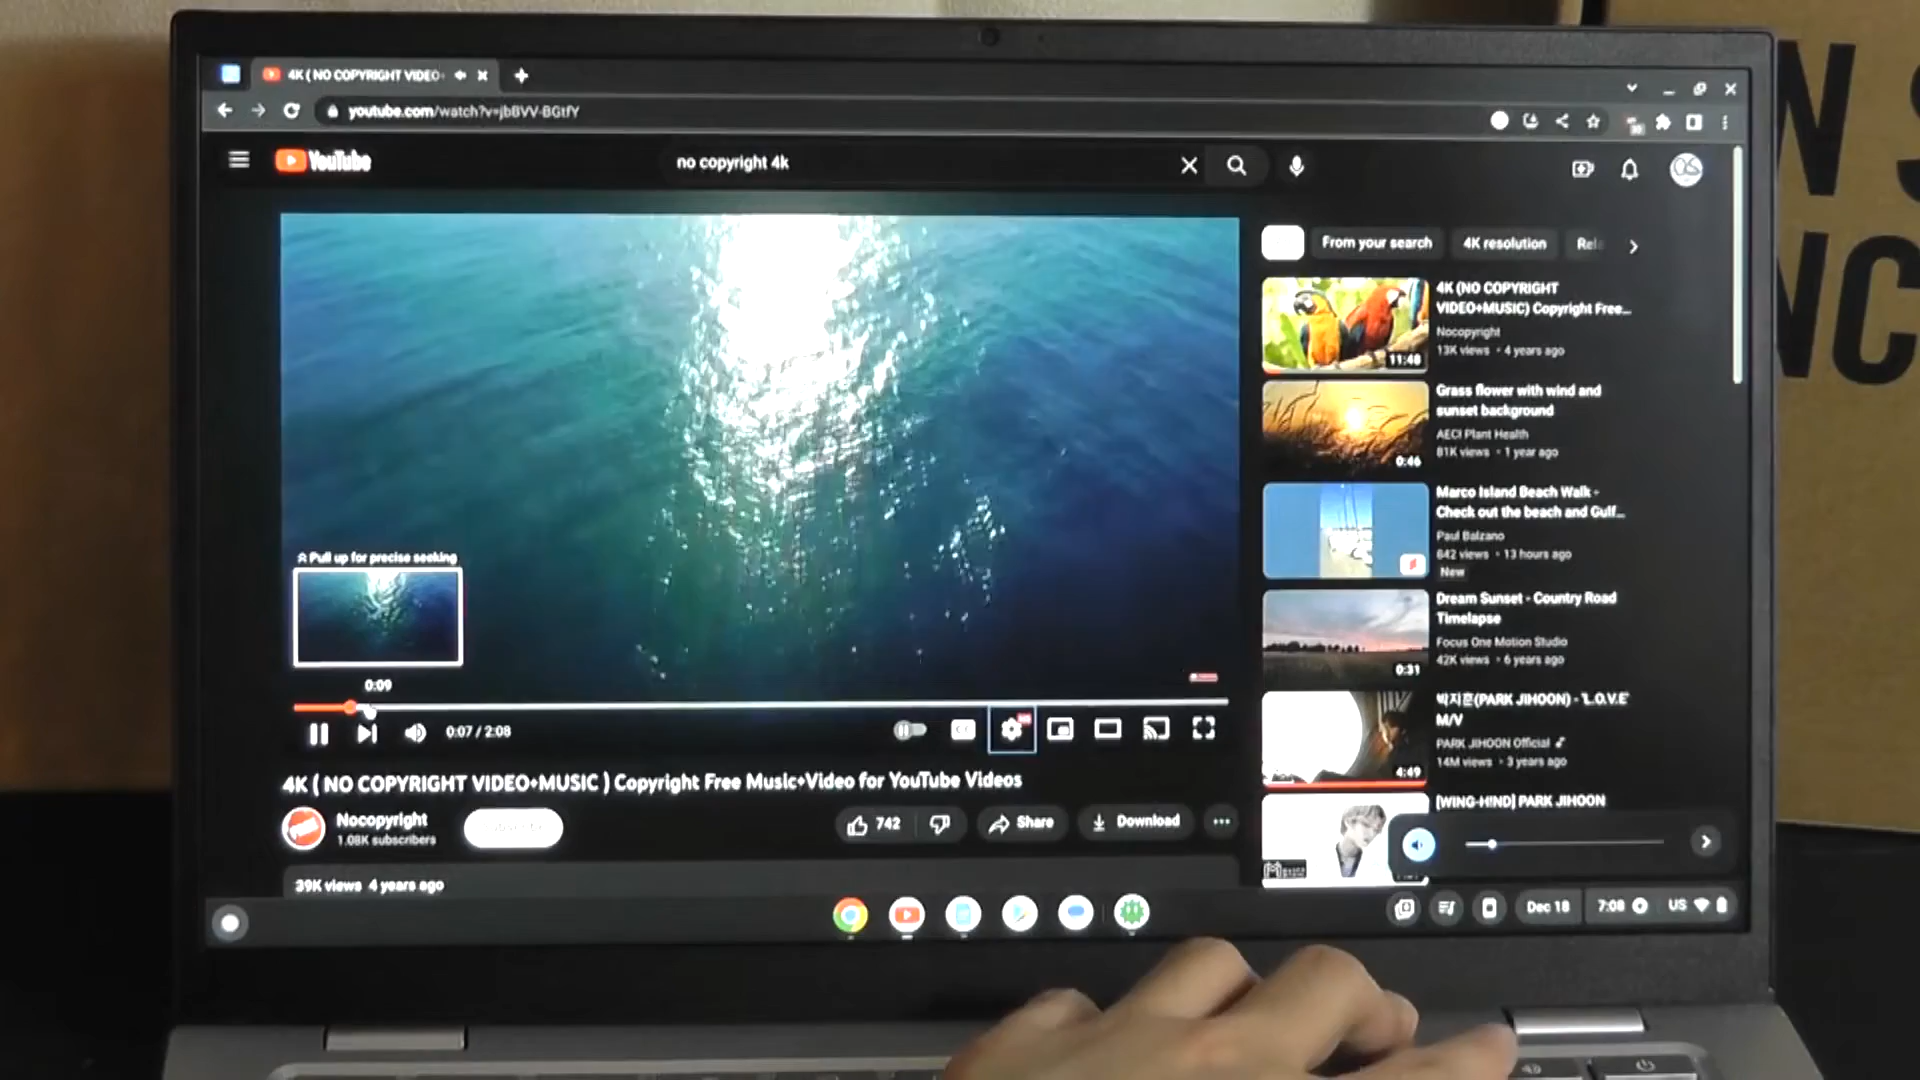 4K ( NO COPYRIGHT VIDEO
youtube.com/watch?v=jbBVV-BGtfY
YouTube
no copyright 4k
From your search
4K resolution
Rel
4K (NO COPYRIGHT
VIDEO+MUSIC) Copyright Free...
Nocopyright
13K views • 4 years ago
11:48
Grass flower with wind and
sunset background
AECI Plant Health
81K views • 1 year ago
0:46
Marco Island Beach Walk -
Check out the beach and Gulf...
Paul Balzano
642 views • 13 hours ago
New
Dream Sunset - Country Road
Timelapse
Focus One Motion Studio
42K views • 6 years ago
0:31
박지훈(PARK JIHOON) - 'L.O.V.E'
M/V
PARK JIHOON Official
14M views • 3 years ago
4:49
[WING-H!ND] PARK JIHOON
Pull up for precise seeking
0:09
0:07 / 2:08
4K ( NO COPYRIGHT VIDEO+MUSIC ) Copyright Free Music+Video for YouTube Videos
Nocopyright
1.08K subscribers
742
Share
Download
39K views 4 years ago
Dec 18
7:08
US
N S
NC